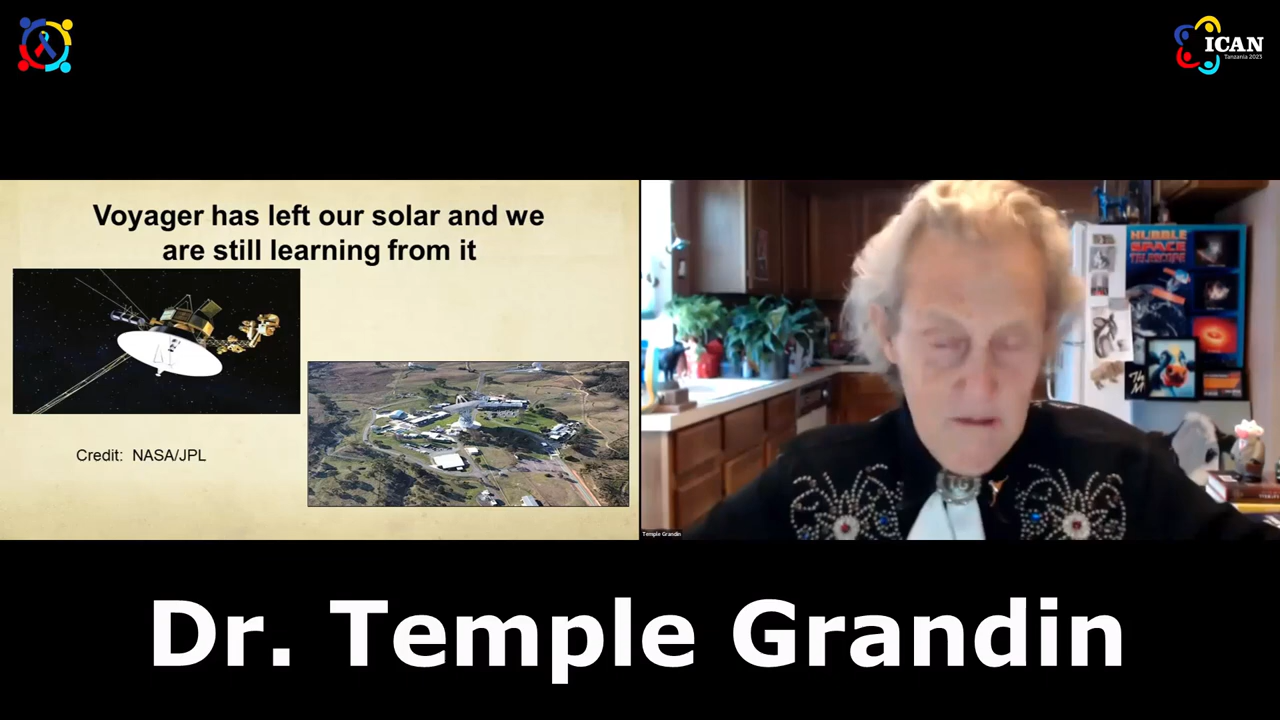 ICAN
Tanzania 2023
Voyager has left our solar and we
are still learning from it
Credit: NASA/JPL
HUBBLE
SPACE
TELESCOPE
Temple Grandin
Dr. Temple Grandin